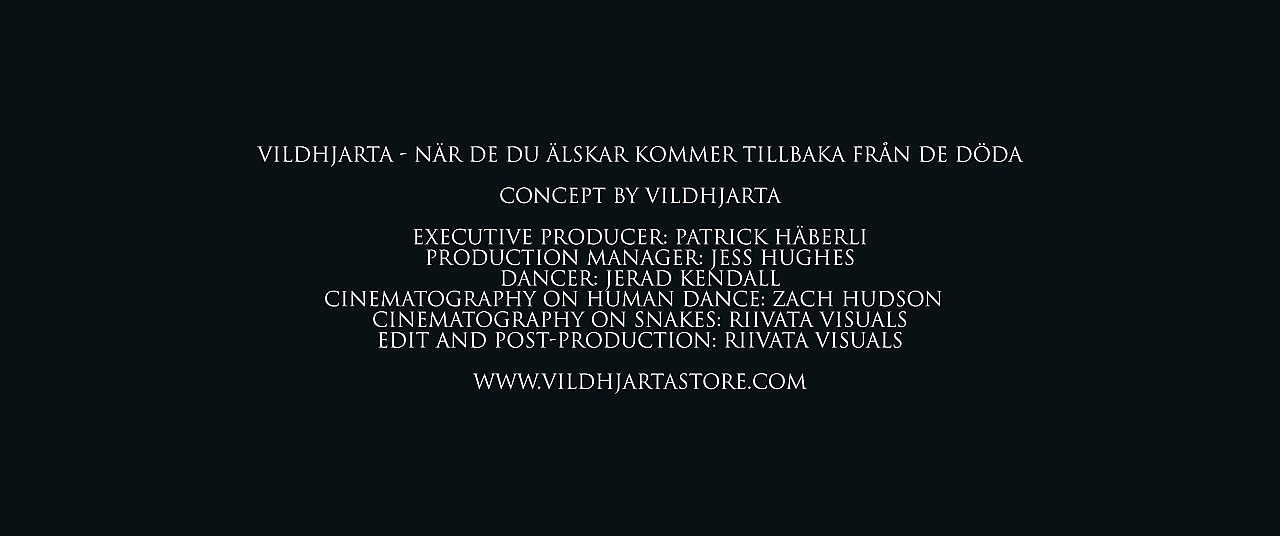 VILDHJARTA - NÄR DE DU ÄLSKAR KOMMER TILLBAKA FRÅN DE DÖDA
CONCEPT BY VILDHJARTA
EXECUTIVE PRODUCER: PATRICK HÄBERLI
PRODUCTION MANAGER: JESS HUGHES
DANCER: JERAD KENDALL
CINEMATOGRAPHY ON HUMAN DANCE: ZACH HUDSON
CINEMATOGRAPHY ON SNAKES: RIIVATA VISUALS
EDIT AND POST-PRODUCTION: RIIVATA VISUALS
WWW.VILDHJARTASTORE.COM